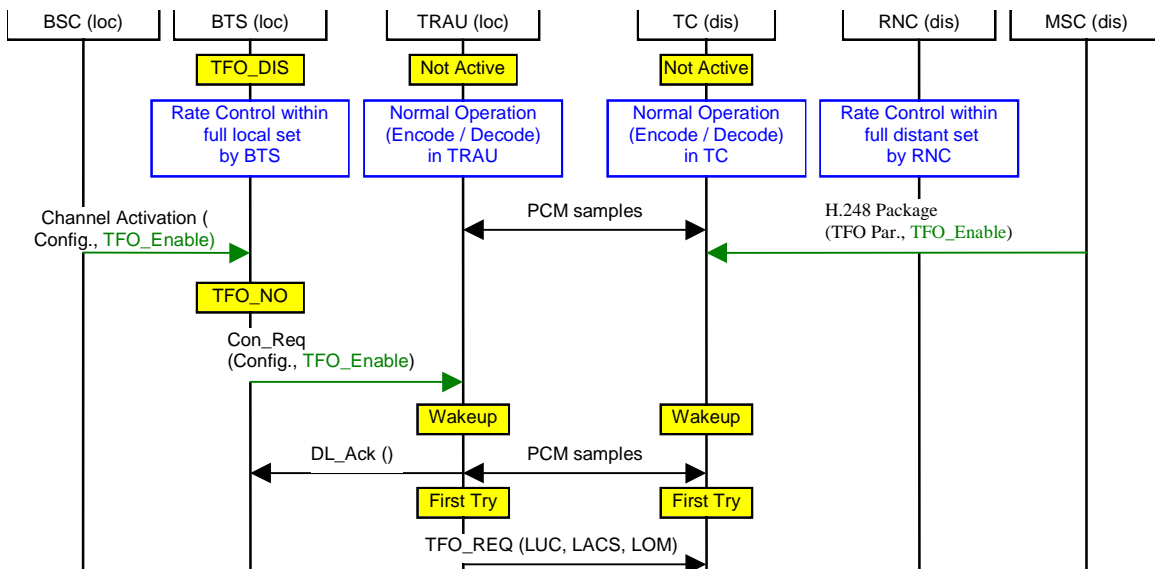 BSC (loc)
BTS (loc)
TRAU (loc)
TC (dis)
RNC (dis)
MSC (dis)
TFO_DIS
Not Active
Not Active
Rate Control within
full local set
by BTS
Normal Operation
(Encode / Decode)
in TRAU
Normal Operation
(Encode / Decode)
in TC
Rate Control within
full distant set
by RNC
Channel Activation (
Config., TFO_Enable)
PCM samples
H.248 Package
(TFO Par., TFO_Enable)
TFO_NO
Con_Req
(Config., TFO_Enable)
Wakeup
Wakeup
DL_Ack ()
PCM samples
First Try
First Try
TFO_REQ (LUC, LACS, LOM)